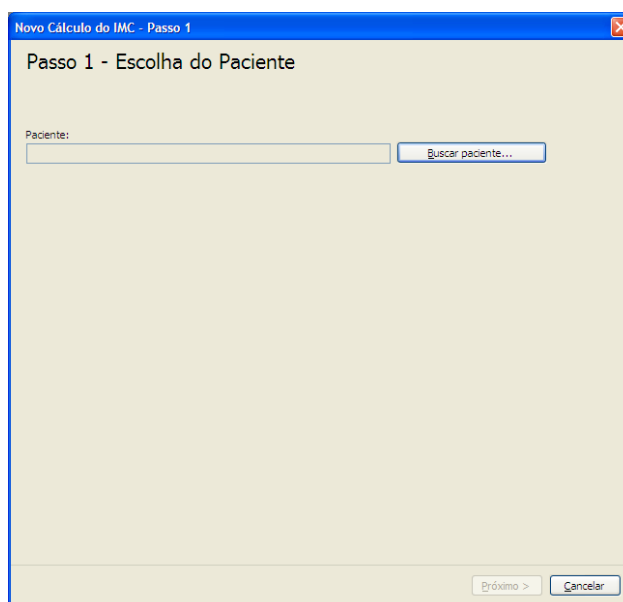 Novo Cálculo do IMC - Passo 1
Passo 1 - Escolha do Paciente
Paciente:
Buscar paciente...
Próximo > Cancelar